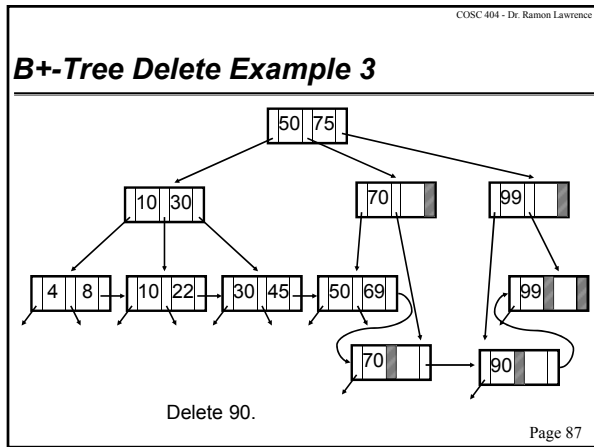 COSC 404 - Dr. Ramon Lawrence
B+-Tree Delete Example 3
50 75
10 30
70
99
4 8
10 22
30 45
50 69
99
70
90
Delete 90.
Page 87